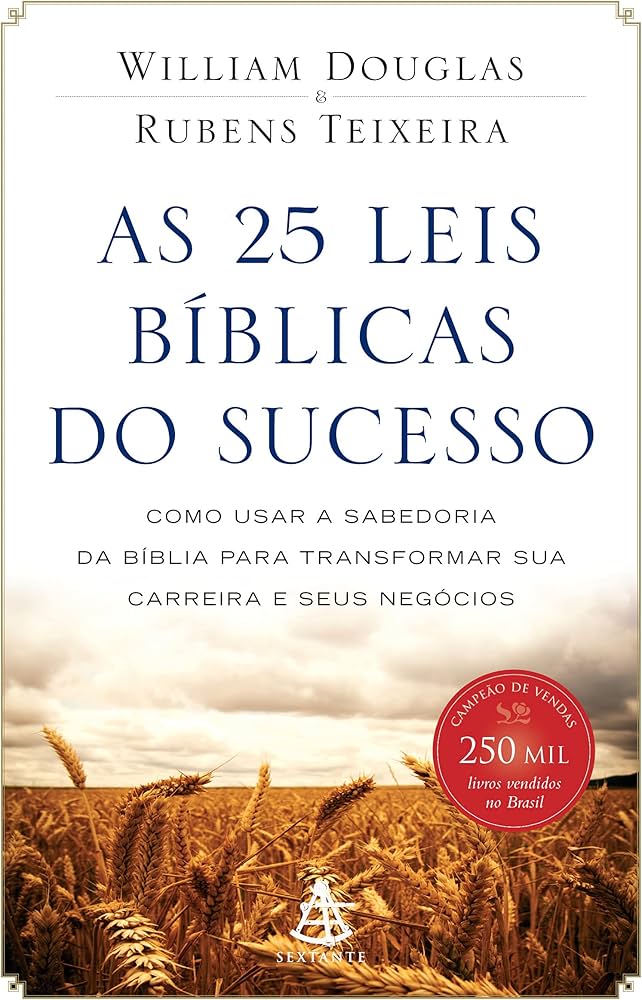 WILLIAM DOUGLAS
&
RUBENS TEIXEIRA
AS 25 LEIS
BÍBLICAS
DO SUCESSO
COMO USAR A SABEDORIA
DA BÍBLIA PARA TRANSFORMAR SUA
CARREIRA E SEUS NEGÓCIOS
CAMPEÃO DE VENDAS
250 MIL
livros vendidos
no Brasil
SEXTANTE